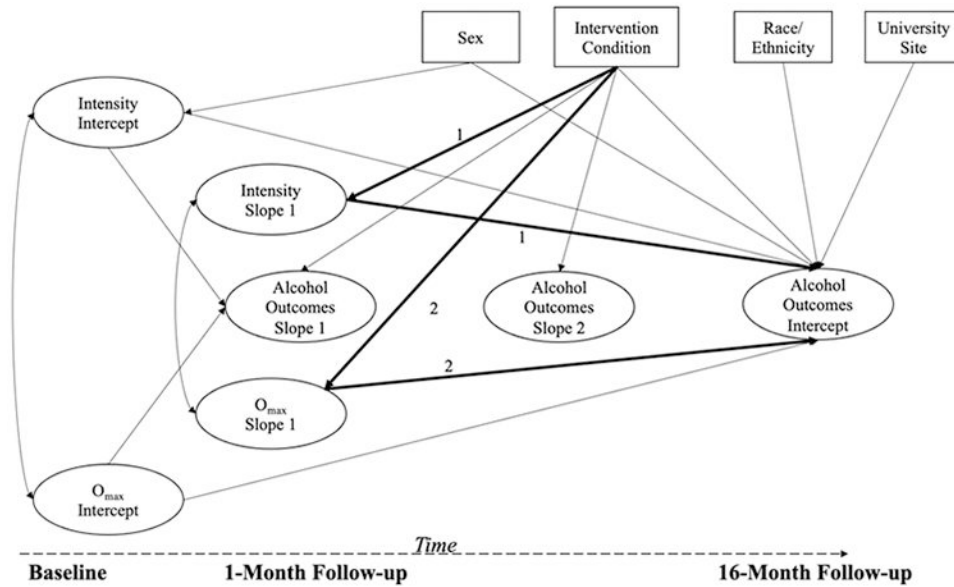 Sex
Intervention
Condition
Race/
Ethnicity
University
Site
Intensity
Intercept
1
Intensity
Slope 1
1
Alcohol
Outcomes
Slope 1
2
Alcohol
Outcomes
Slope 2
Alcohol
Outcomes
Intercept
2
Omax
Slope 1
Omax
Intercept
Time
Baseline
1-Month Follow-up
16-Month Follow-up